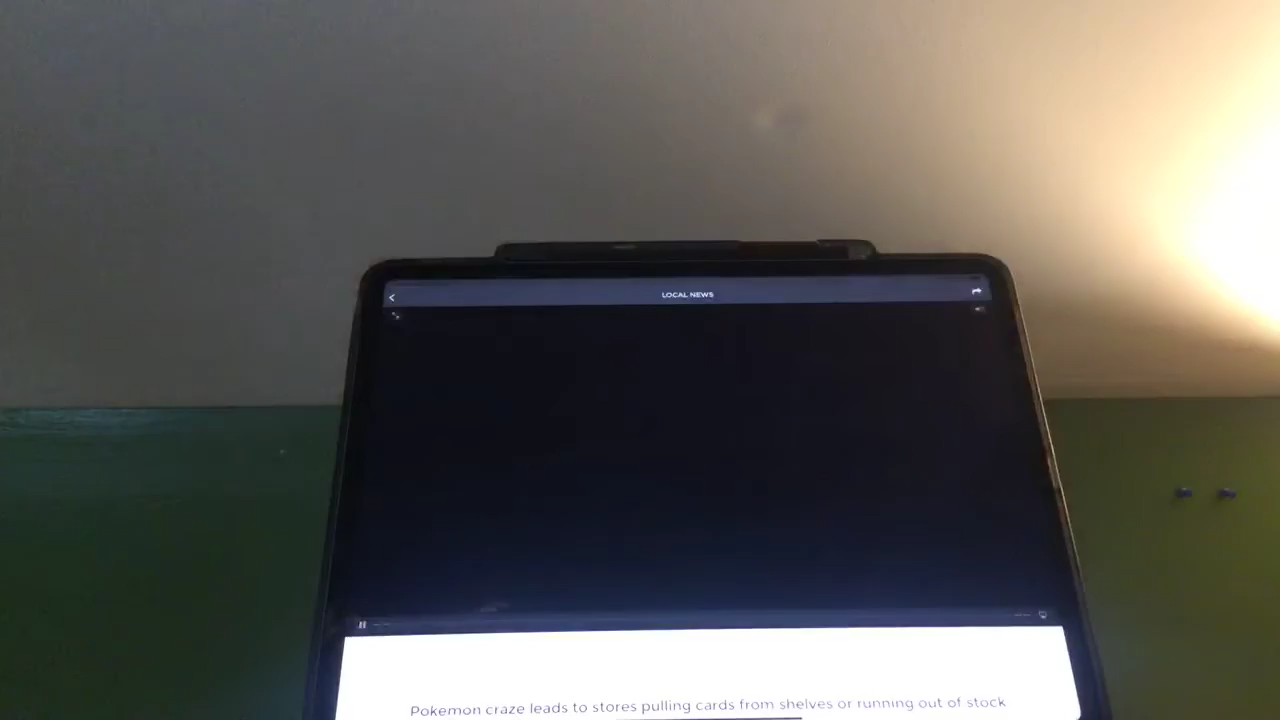 LOCAL NEWS
Pokemon craze leads to stores pulling cards from shelves or running out of stock